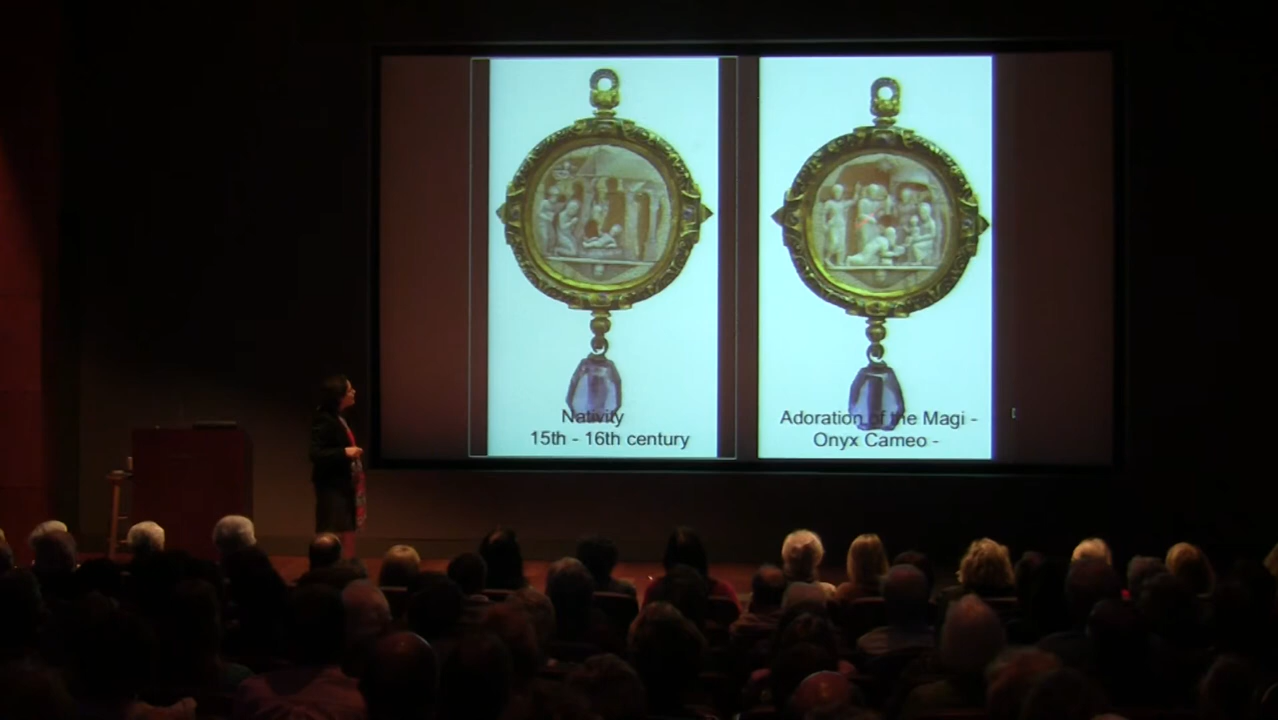 Nativity
15th - 16th century
Adoration of the Magi -
Onyx Cameo -